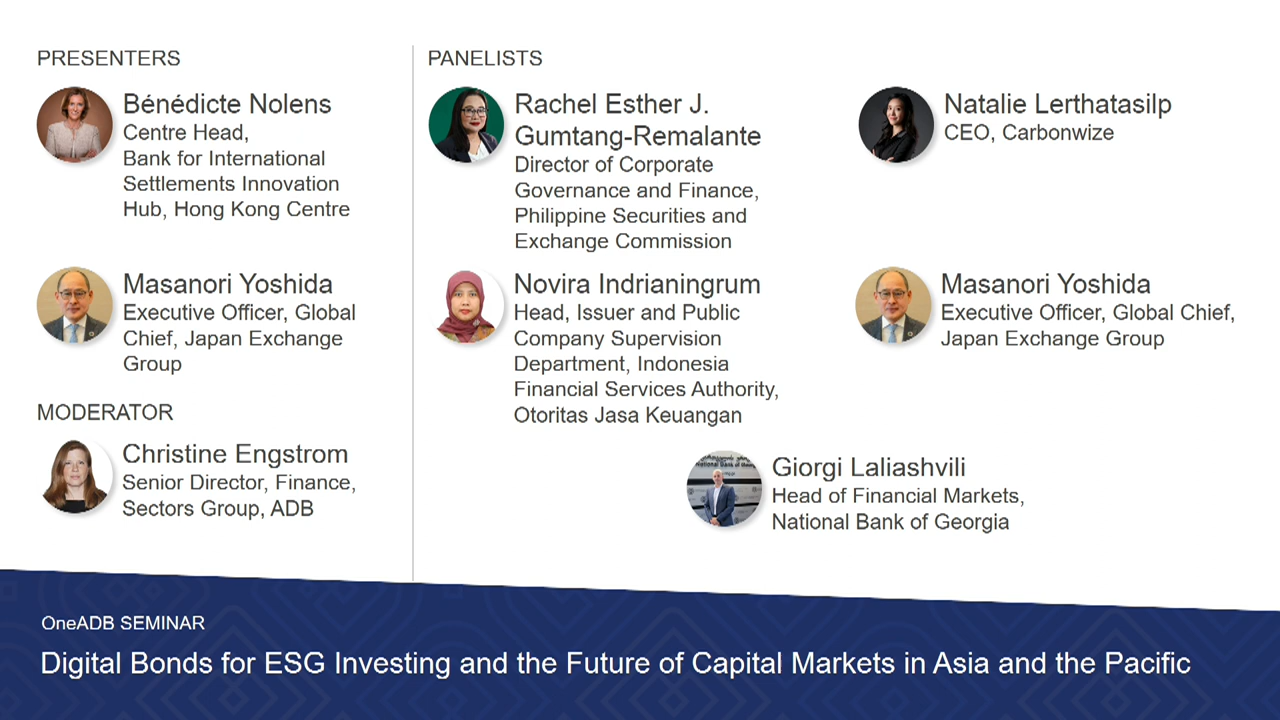 PRESENTERS
Bénédicte Nolens
Centre Head,
Bank for International
Settlements Innovation
Hub, Hong Kong Centre
Masanori Yoshida
Executive Officer, Global
Chief, Japan Exchange
Group
MODERATOR
Christine Engstrom
Senior Director, Finance,
Sectors Group, ADB
PANELISTS
Rachel Esther J.
Gumtang-Remalante
Director of Corporate
Governance and Finance,
Philippine Securities and
Exchange Commission
Natalie Lerthatasilp
CEO, Carbonwize
Novira Indrianingrum
Head, Issuer and Public
Company Supervision
Department, Indonesia
Financial Services Authority,
Otoritas Jasa Keuangan
Masanori Yoshida
Executive Officer, Global Chief,
Japan Exchange Group
Giorgi Laliashvili
Head of Financial Markets,
National Bank of Georgia
OneADB SEMINAR
Digital Bonds for ESG Investing and the Future of Capital Markets in Asia and the Pacific